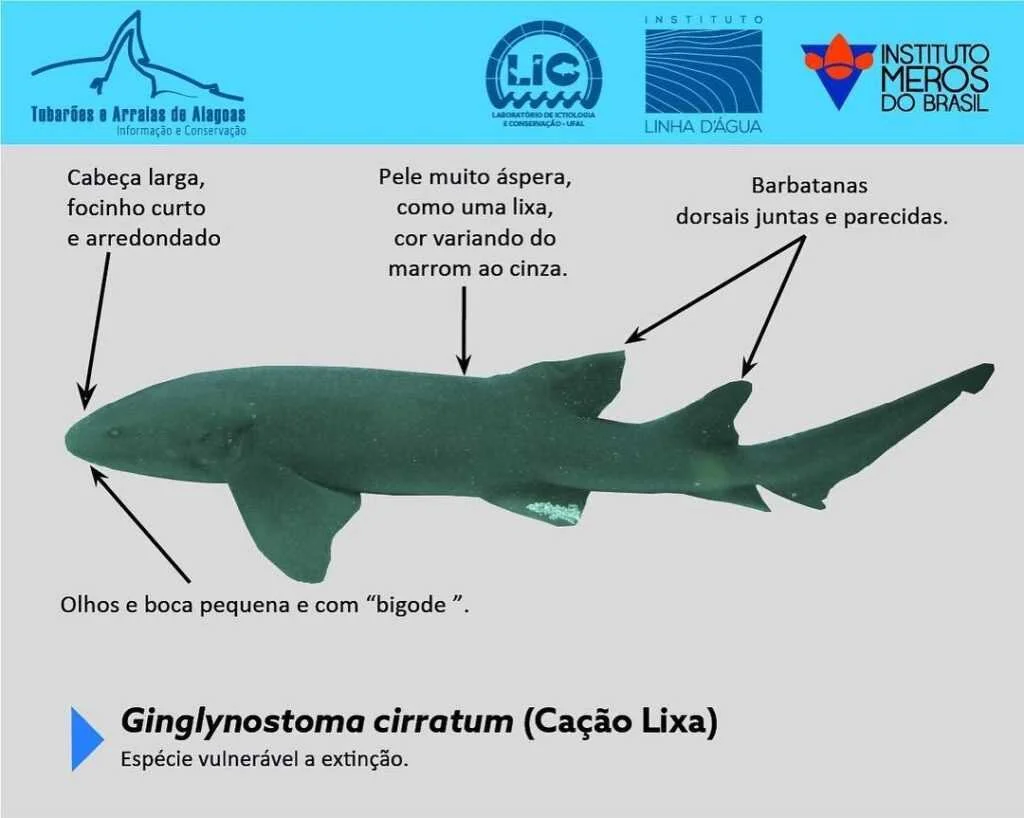 Tubarões e Arraias de Alagoas
Informação e Conservação
LIC
LABORATÓRIO DE ICTIOLOGIA
E CONSERVAÇÃO - UFAL
INSTITUTO
LINHA D'ÁGUA
INSTITUTO
MEROS
DO BRASIL
Cabeça larga,
focinho curto
e arredondado
Pele muito áspera,
como uma lixa,
cor variando do
marrom ao cinza.
Barbatanas
dorsais juntas e parecidas.
Olhos e boca pequena e com “bigode ”.
Ginglynostoma cirratum (Cação Lixa)
Espécie vulnerável a extinção.